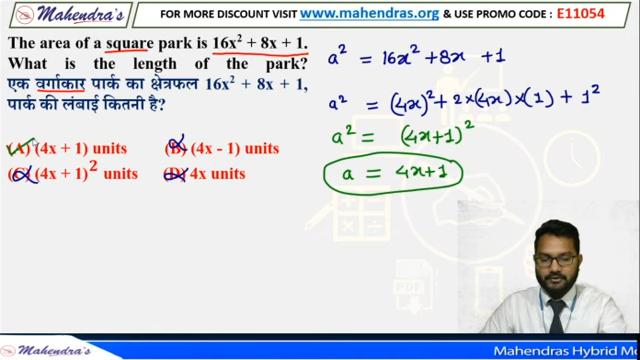 Mahendra's
FOR MORE DISCOUNT VISIT www.mahendras.org & USE PROMO CODE : E11054
The area of a square park is 16x² + 8x + 1.
What is the length of the park?
एक वर्गाकार पार्क का क्षेत्रफल 16x² + 8x + 1,
पार्क की लंबाई कितनी है?
(A) (4x + 1) units (B) (4x - 1) units
(C) (4x + 1)² units (D) 4x units
a² = 16x² + 8x + 1
a² = (4x)² + 2×(4x)×(1) + 1²
a² = (4x+1)²
a = 4x+1
Mahendra's
Mahendras Hybrid Mo